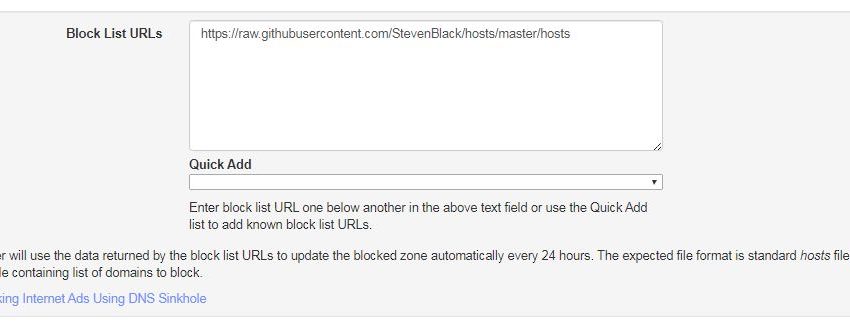 Block List URLs
https://raw.githubusercontent.com/StevenBlack/hosts/master/hosts
Quick Add
Enter block list URL one below another in the above text field or use the Quick Add
list to add known block list URLs.
will use the data returned by the block list URLs to update the blocked zone automatically every 24 hours. The expected file format is standard hosts file
containing list of domains to block.
Internet Ads Using DNS Sinkhole